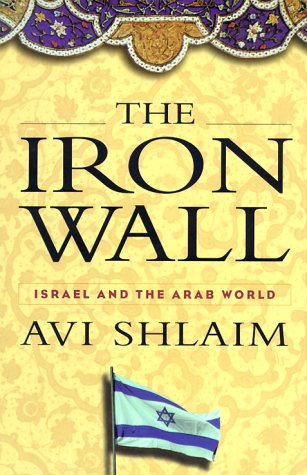 THE
IRON
WALL
ISRAEL AND THE ARAB WORLD
AVI SHLAIM